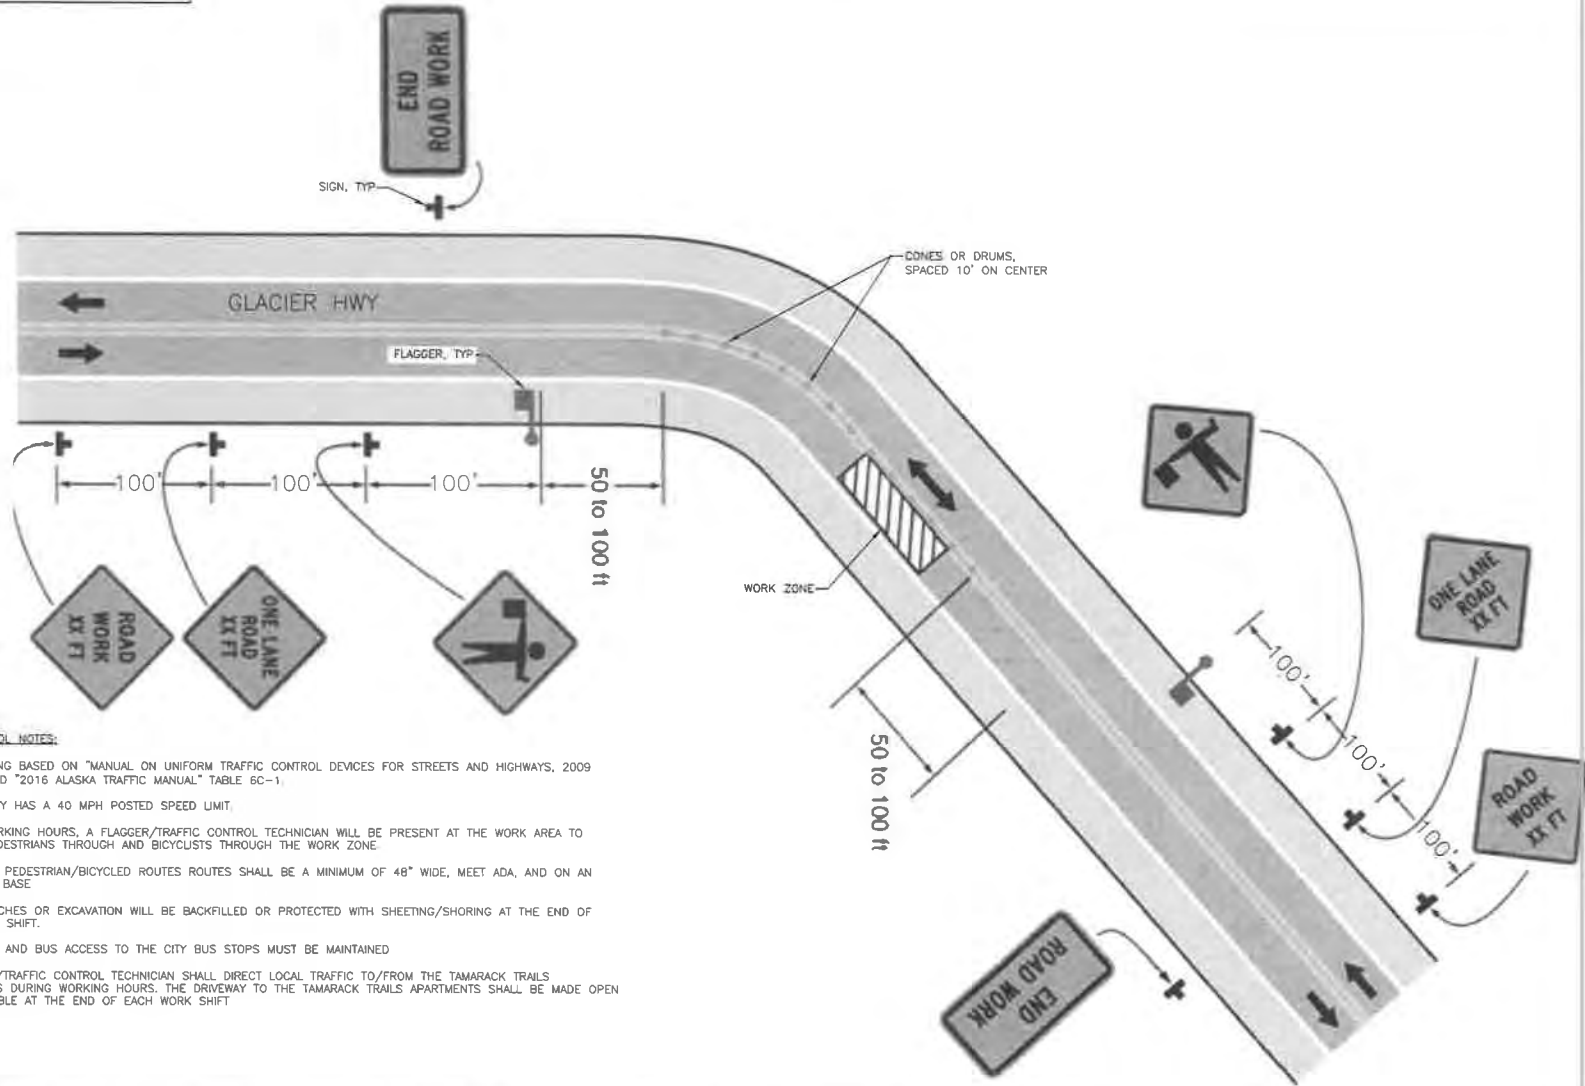 END
ROAD WORK
SIGN, TYP
CONES OR DRUMS,
SPACED 10' ON CENTER
GLACIER HWY
FLAGGER, TYP
100'
100'
100'
50 to 100 ft
WORK ZONE
ROAD
WORK
XX FT
ONE LANE
ROAD
XX FT
50 to 100 ft
100'
100'
100'
ONE LANE
ROAD
XX FT
ROAD
WORK
XX FT
END
ROAD WORK
OL NOTES:
NG BASED ON "MANUAL ON UNIFORM TRAFFIC CONTROL DEVICES FOR STREETS AND HIGHWAYS, 2009
D "2016 ALASKA TRAFFIC MANUAL" TABLE 6C-1.
Y HAS A 40 MPH POSTED SPEED LIMIT.
RKING HOURS, A FLAGGER/TRAFFIC CONTROL TECHNICIAN WILL BE PRESENT AT THE WORK AREA TO
DESTRIANS THROUGH AND BICYCLISTS THROUGH THE WORK ZONE
PEDESTRIAN/BICYCLED ROUTES ROUTES SHALL BE A MINIMUM OF 48" WIDE, MEET ADA, AND ON AN
BASE
CHES OR EXCAVATION WILL BE BACKFILLED OR PROTECTED WITH SHEETING/SHORING AT THE END OF
SHIFT.
AND BUS ACCESS TO THE CITY BUS STOPS MUST BE MAINTAINED
/TRAFFIC CONTROL TECHNICIAN SHALL DIRECT LOCAL TRAFFIC TO/FROM THE TAMARACK TRAILS
S DURING WORKING HOURS. THE DRIVEWAY TO THE TAMARACK TRAILS APARTMENTS SHALL BE MADE OPEN
BLE AT THE END OF EACH WORK SHIFT